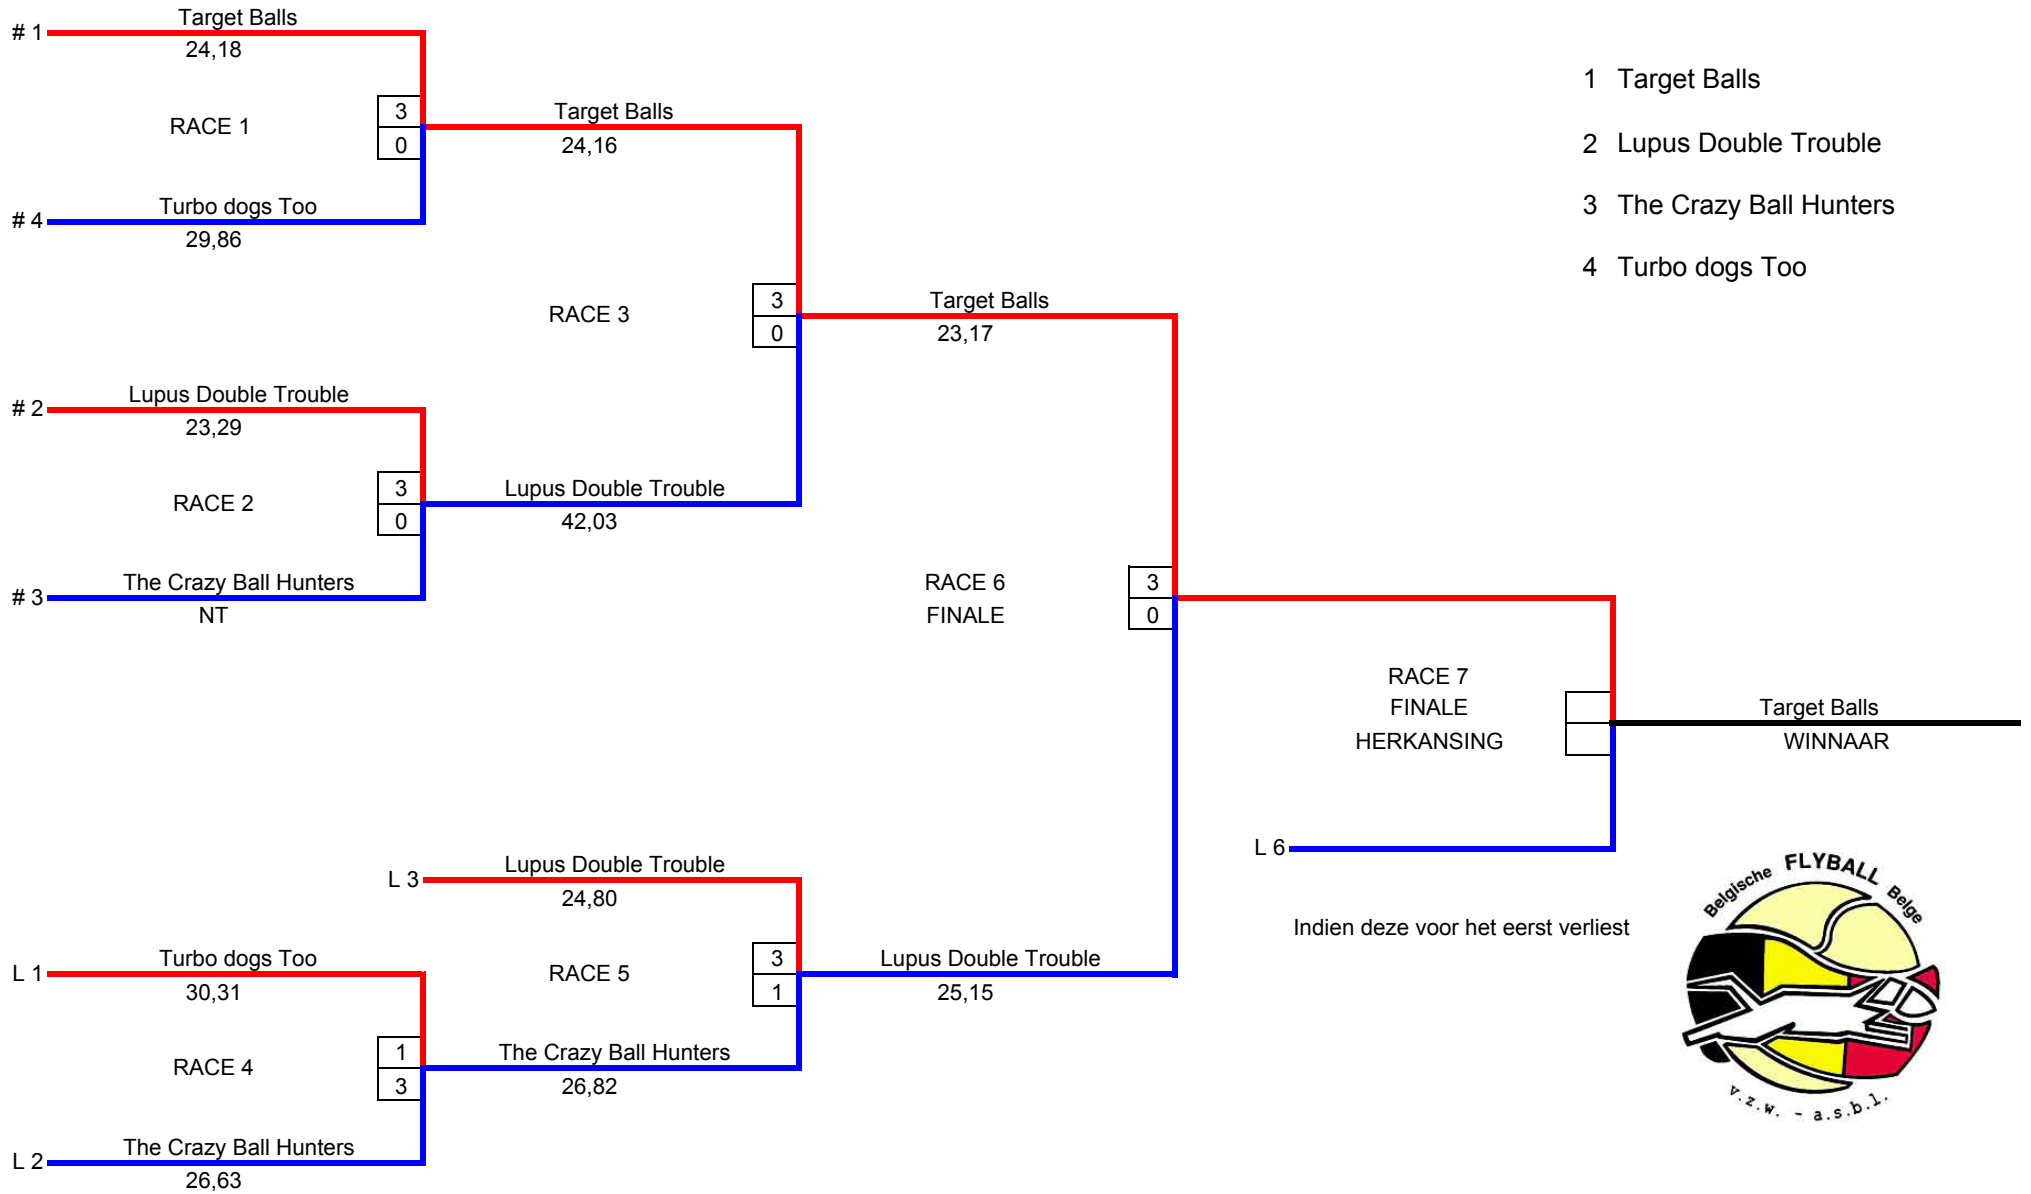 # 1
Target Balls
24,18
RACE 1
3
0
# 4
Turbo dogs Too
29,86
Target Balls
24,16
RACE 3
3
0
# 2
Lupus Double Trouble
23,29
RACE 2
3
0
# 3
The Crazy Ball Hunters
NT
Lupus Double Trouble
42,03
Target Balls
23,17
RACE 6
FINALE
3
0
L 3
Lupus Double Trouble
24,80
RACE 5
3
1
L 1
Turbo dogs Too
30,31
RACE 4
1
3
L 2
The Crazy Ball Hunters
26,63
The Crazy Ball Hunters
26,82
Lupus Double Trouble
25,15
RACE 7
FINALE
HERKANSING
L 6
Indien deze voor het eerst verliest
Target Balls
WINNAAR
1 Target Balls
2 Lupus Double Trouble
3 The Crazy Ball Hunters
4 Turbo dogs Too
Belgische FLYBALL Belge
v.z.w. - a.s.b.l.